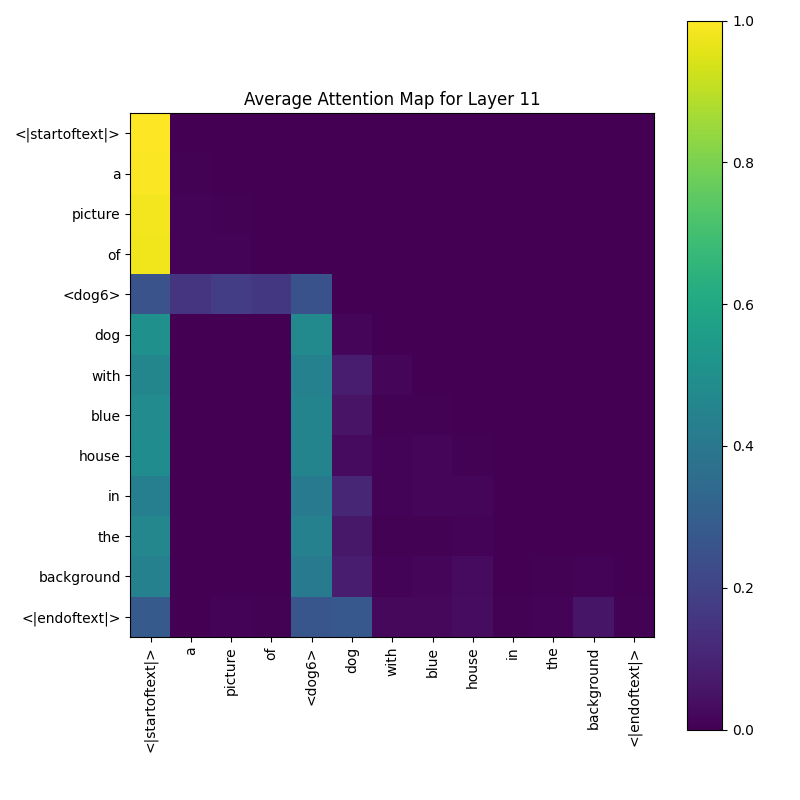 Average Attention Map for Layer 11
<|startoftext|>
a
picture
of
<dog6>
dog
with
blue
house
in
the
background
<|endoftext|>
<|startoftext|>
a
picture
of
<dog6>
dog
with
blue
house
in
the
background
<|endoftext|>
1.0
0.8
0.6
0.4
0.2
0.0